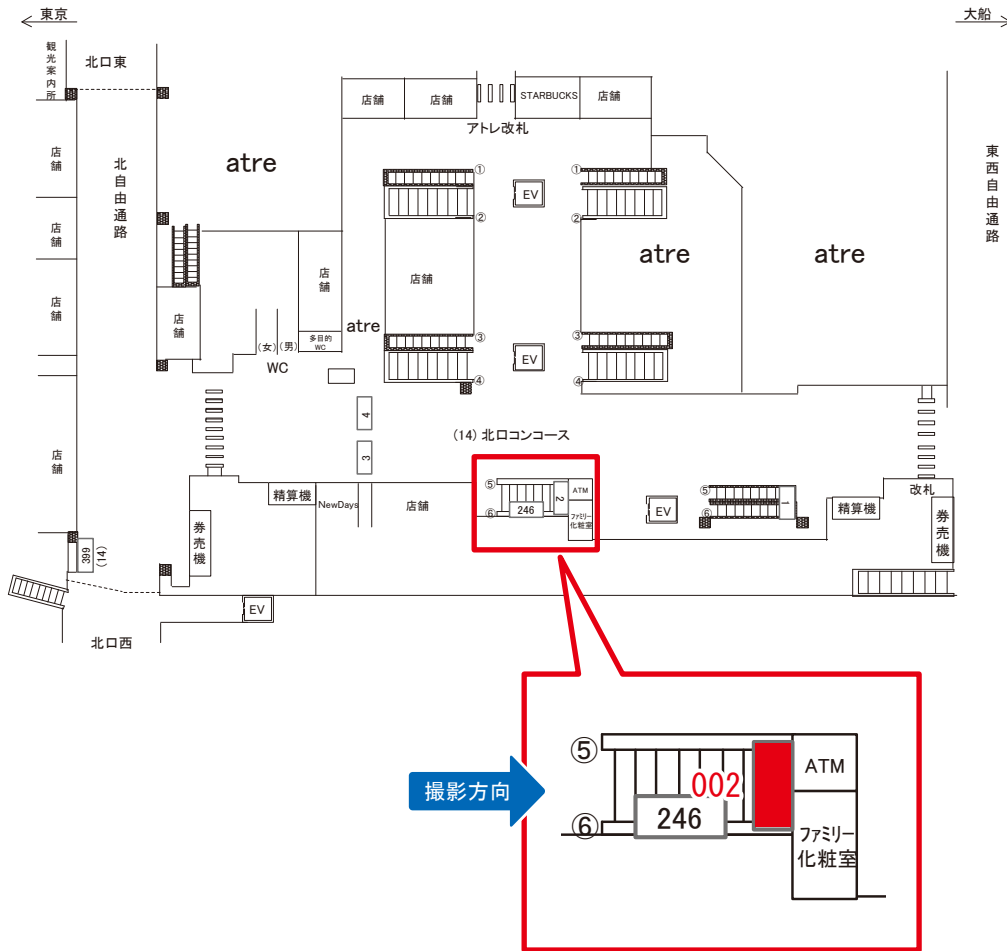 東京
大船
観光案内所
北口東
店舗
店舗
STARBUCKS
店舗
アトレ改札
店舗
北自由通路
atre
①
①
EV
東西自由通路
②
②
店舗
atre
atre
店舗
店舗
店舗
店舗
atre
③
③
多目的
WC
(女)
(男)
WC
EV
④
④
4
(14) 北口コンコース
3
店舗
精算機
NewDays
店舗
⑤
2
ATM
⑥
246
ファミリー
化粧室
EV
⑤
⑥
1
精算機
改札
券売機
券売機
399
(14)
EV
北口西
撮影方向
⑤
002
ATM
⑥
246
ファミリー
化粧室